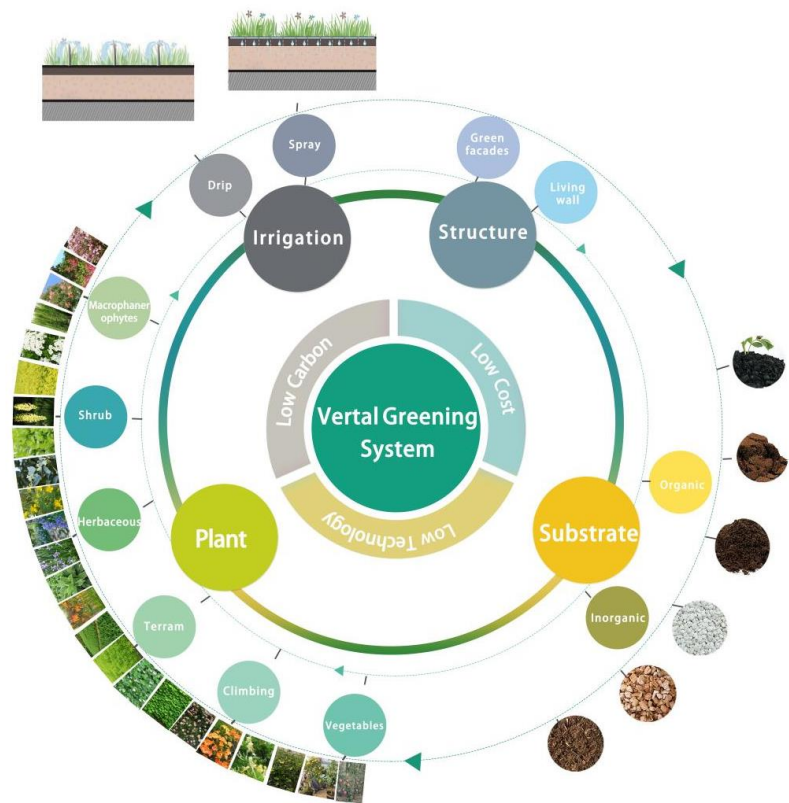 Spray
Green
facades
Drip
Living
wall
Irrigation
Structure
Macrophaner
ophytes
Low Carbon
Low Cost
Shrub
Vertal Greening
System
Organic
Herbaceous
Plant
Low Technology
Substrate
Inorganic
Terram
Climbing
Vegetables